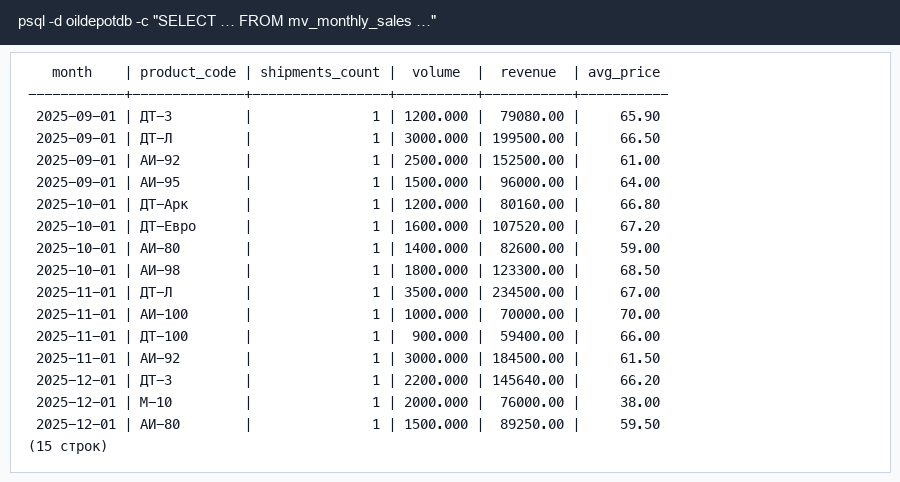 psql -d oildepotdb -c "SELECT … FROM mv_monthly_sales …"
   month    | product_code | shipments_count |  volume  |  revenue  | avg_price
————————————+——————————————+—————————————————+——————————+———————————+———————————
 2025–09–01 | ДТ–З         |               1 | 1200.000 |  79080.00 |     65.90
 2025–09–01 | ДТ–Л         |               1 | 3000.000 | 199500.00 |     66.50
 2025–09–01 | АИ–92        |               1 | 2500.000 | 152500.00 |     61.00
 2025–09–01 | АИ–95        |               1 | 1500.000 |  96000.00 |     64.00
 2025–10–01 | ДТ–Арк       |               1 | 1200.000 |  80160.00 |     66.80
 2025–10–01 | ДТ–Евро      |               1 | 1600.000 | 107520.00 |     67.20
 2025–10–01 | АИ–80        |               1 | 1400.000 |  82600.00 |     59.00
 2025–10–01 | АИ–98        |               1 | 1800.000 | 123300.00 |     68.50
 2025–11–01 | ДТ–Л         |               1 | 3500.000 | 234500.00 |     67.00
 2025–11–01 | АИ–100       |               1 | 1000.000 |  70000.00 |     70.00
 2025–11–01 | ДТ–100       |               1 |  900.000 |  59400.00 |     66.00
 2025–11–01 | АИ–92        |               1 | 3000.000 | 184500.00 |     61.50
 2025–12–01 | ДТ–З         |               1 | 2200.000 | 145640.00 |     66.20
 2025–12–01 | М–10         |               1 | 2000.000 |  76000.00 |     38.00
 2025–12–01 | АИ–80        |               1 | 1500.000 |  89250.00 |     59.50
(15 строк)